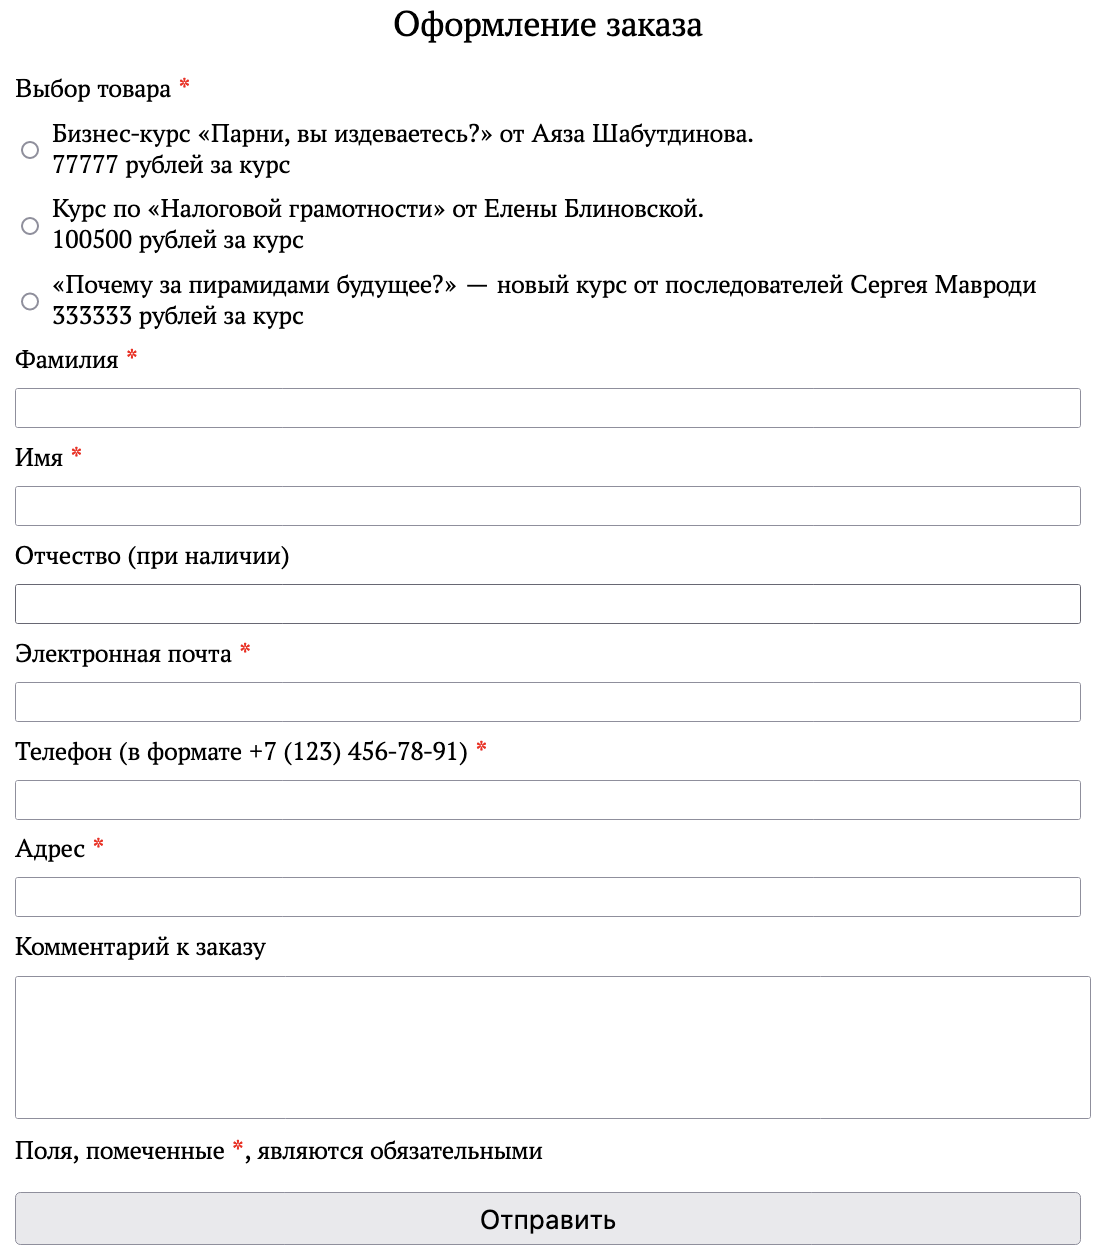 Оформление заказа
Выбор товара *
Бизнес-курс «Парни, вы издеваетесь?» от Аяза Шабутдинова.
77777 рублей за курс
Курс по «Налоговой грамотности» от Елены Блиновской.
100500 рублей за курс
«Почему за пирамидами будущее?» — новый курс от последователей Сергея Мавроди
333333 рублей за курс
Фамилия *
Имя *
Отчество (при наличии)
Электронная почта *
Телефон (в формате +7 (123) 456-78-91) *
Адрес *
Комментарий к заказу
Поля, помеченные *, являются обязательными
Отправить